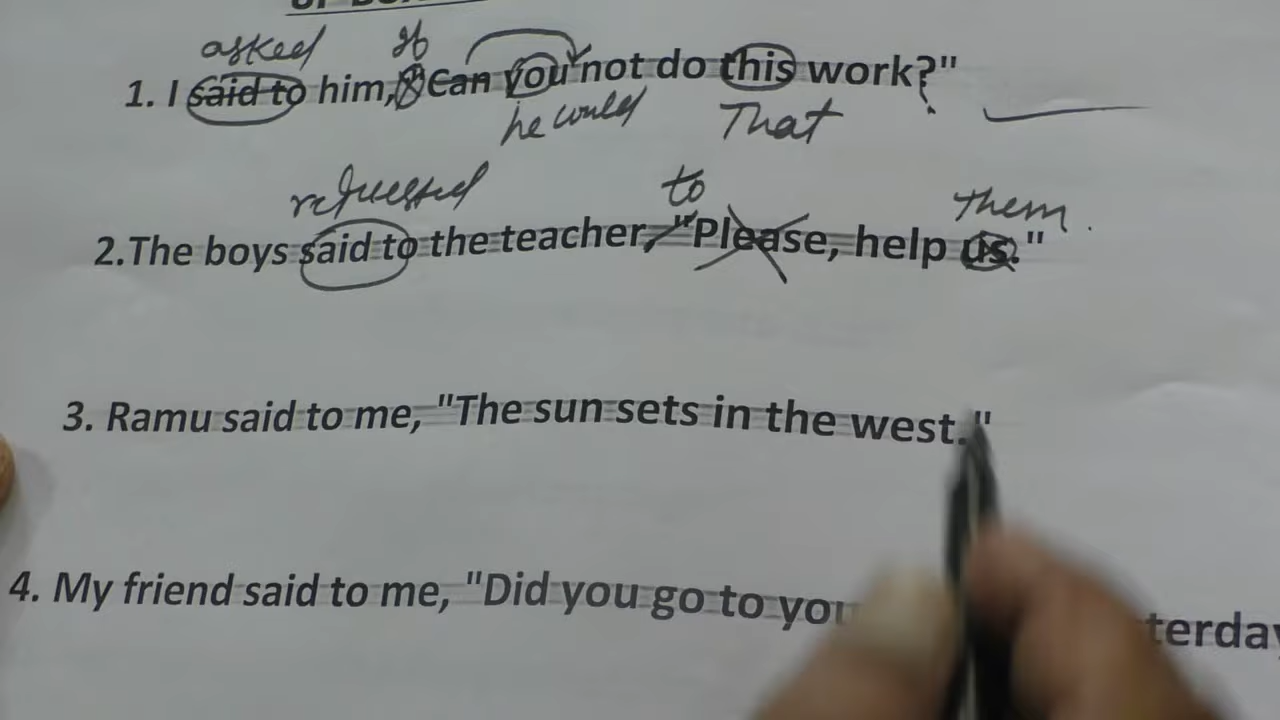 asked if
1. I said to him, "Can you not do this work?"
he could That
requested to them.
2.The boys said to the teacher, "Please, help us."
3. Ramu said to me, "The sun sets in the west."
4. My friend said to me, "Did you go to you terday